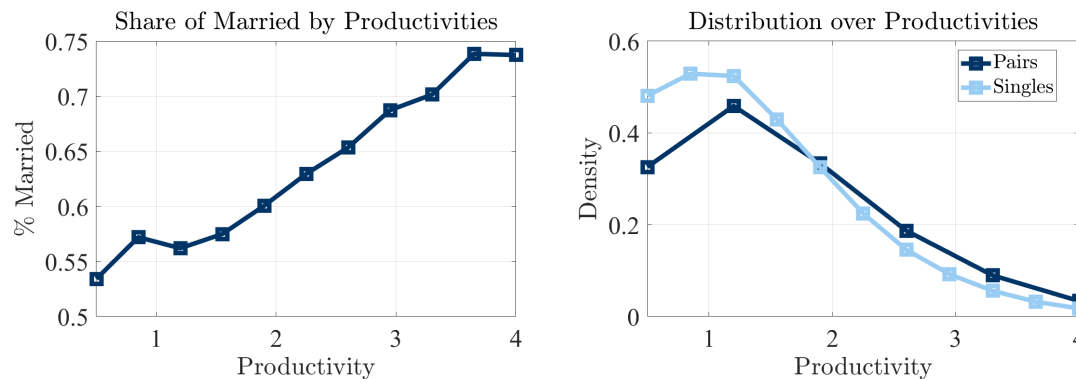 Share of Married by Productivities
% Married
0.75
0.7
0.65
0.6
0.55
0.5
1
2
3
4
Productivity
Distribution over Productivities
Density
0.6
0.4
0.2
0
Pairs
Singles
1
2
3
4
Productivity